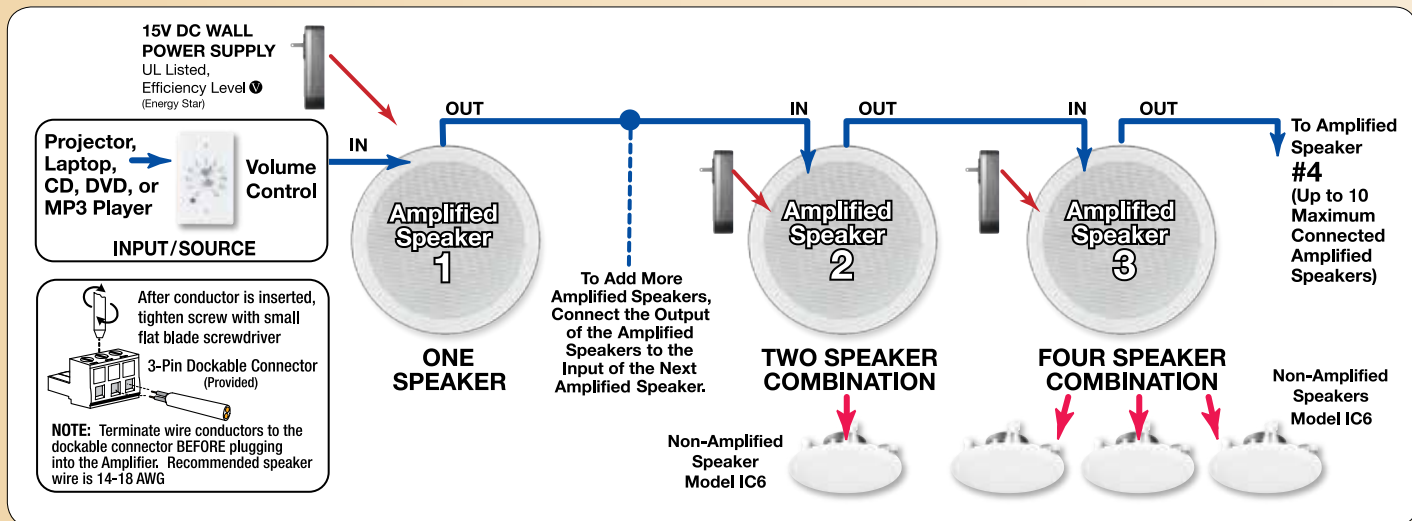 15V DC WALL
POWER SUPPLY
UL Listed,
Efficiency Level V
(Energy Star)
Projector,
Laptop,
CD, DVD, or
MP3 Player
Volume
Control
INPUT/SOURCE
IN
OUT
Amplified
Speaker
1
ONE
SPEAKER
To Add More
Amplified Speakers,
Connect the Output
of the Amplified
Speakers to the
Input of the Next
Amplified Speaker.
IN
OUT
Amplified
Speaker
2
TWO SPEAKER
COMBINATION
Non-Amplified
Speaker
Model IC6
IN
OUT
Amplified
Speaker
3
FOUR SPEAKER
COMBINATION
Non-Amplified
Speakers
Model IC6
To Amplified
Speaker
#4
(Up to 10
Maximum
Connected
Amplified
Speakers)
After conductor is inserted,
tighten screw with small
flat blade screwdriver
3-Pin Dockable Connector
(Provided)
NOTE: Terminate wire conductors to the
dockable connector BEFORE plugging
into the Amplifier. Recommended speaker
wire is 14-18 AWG